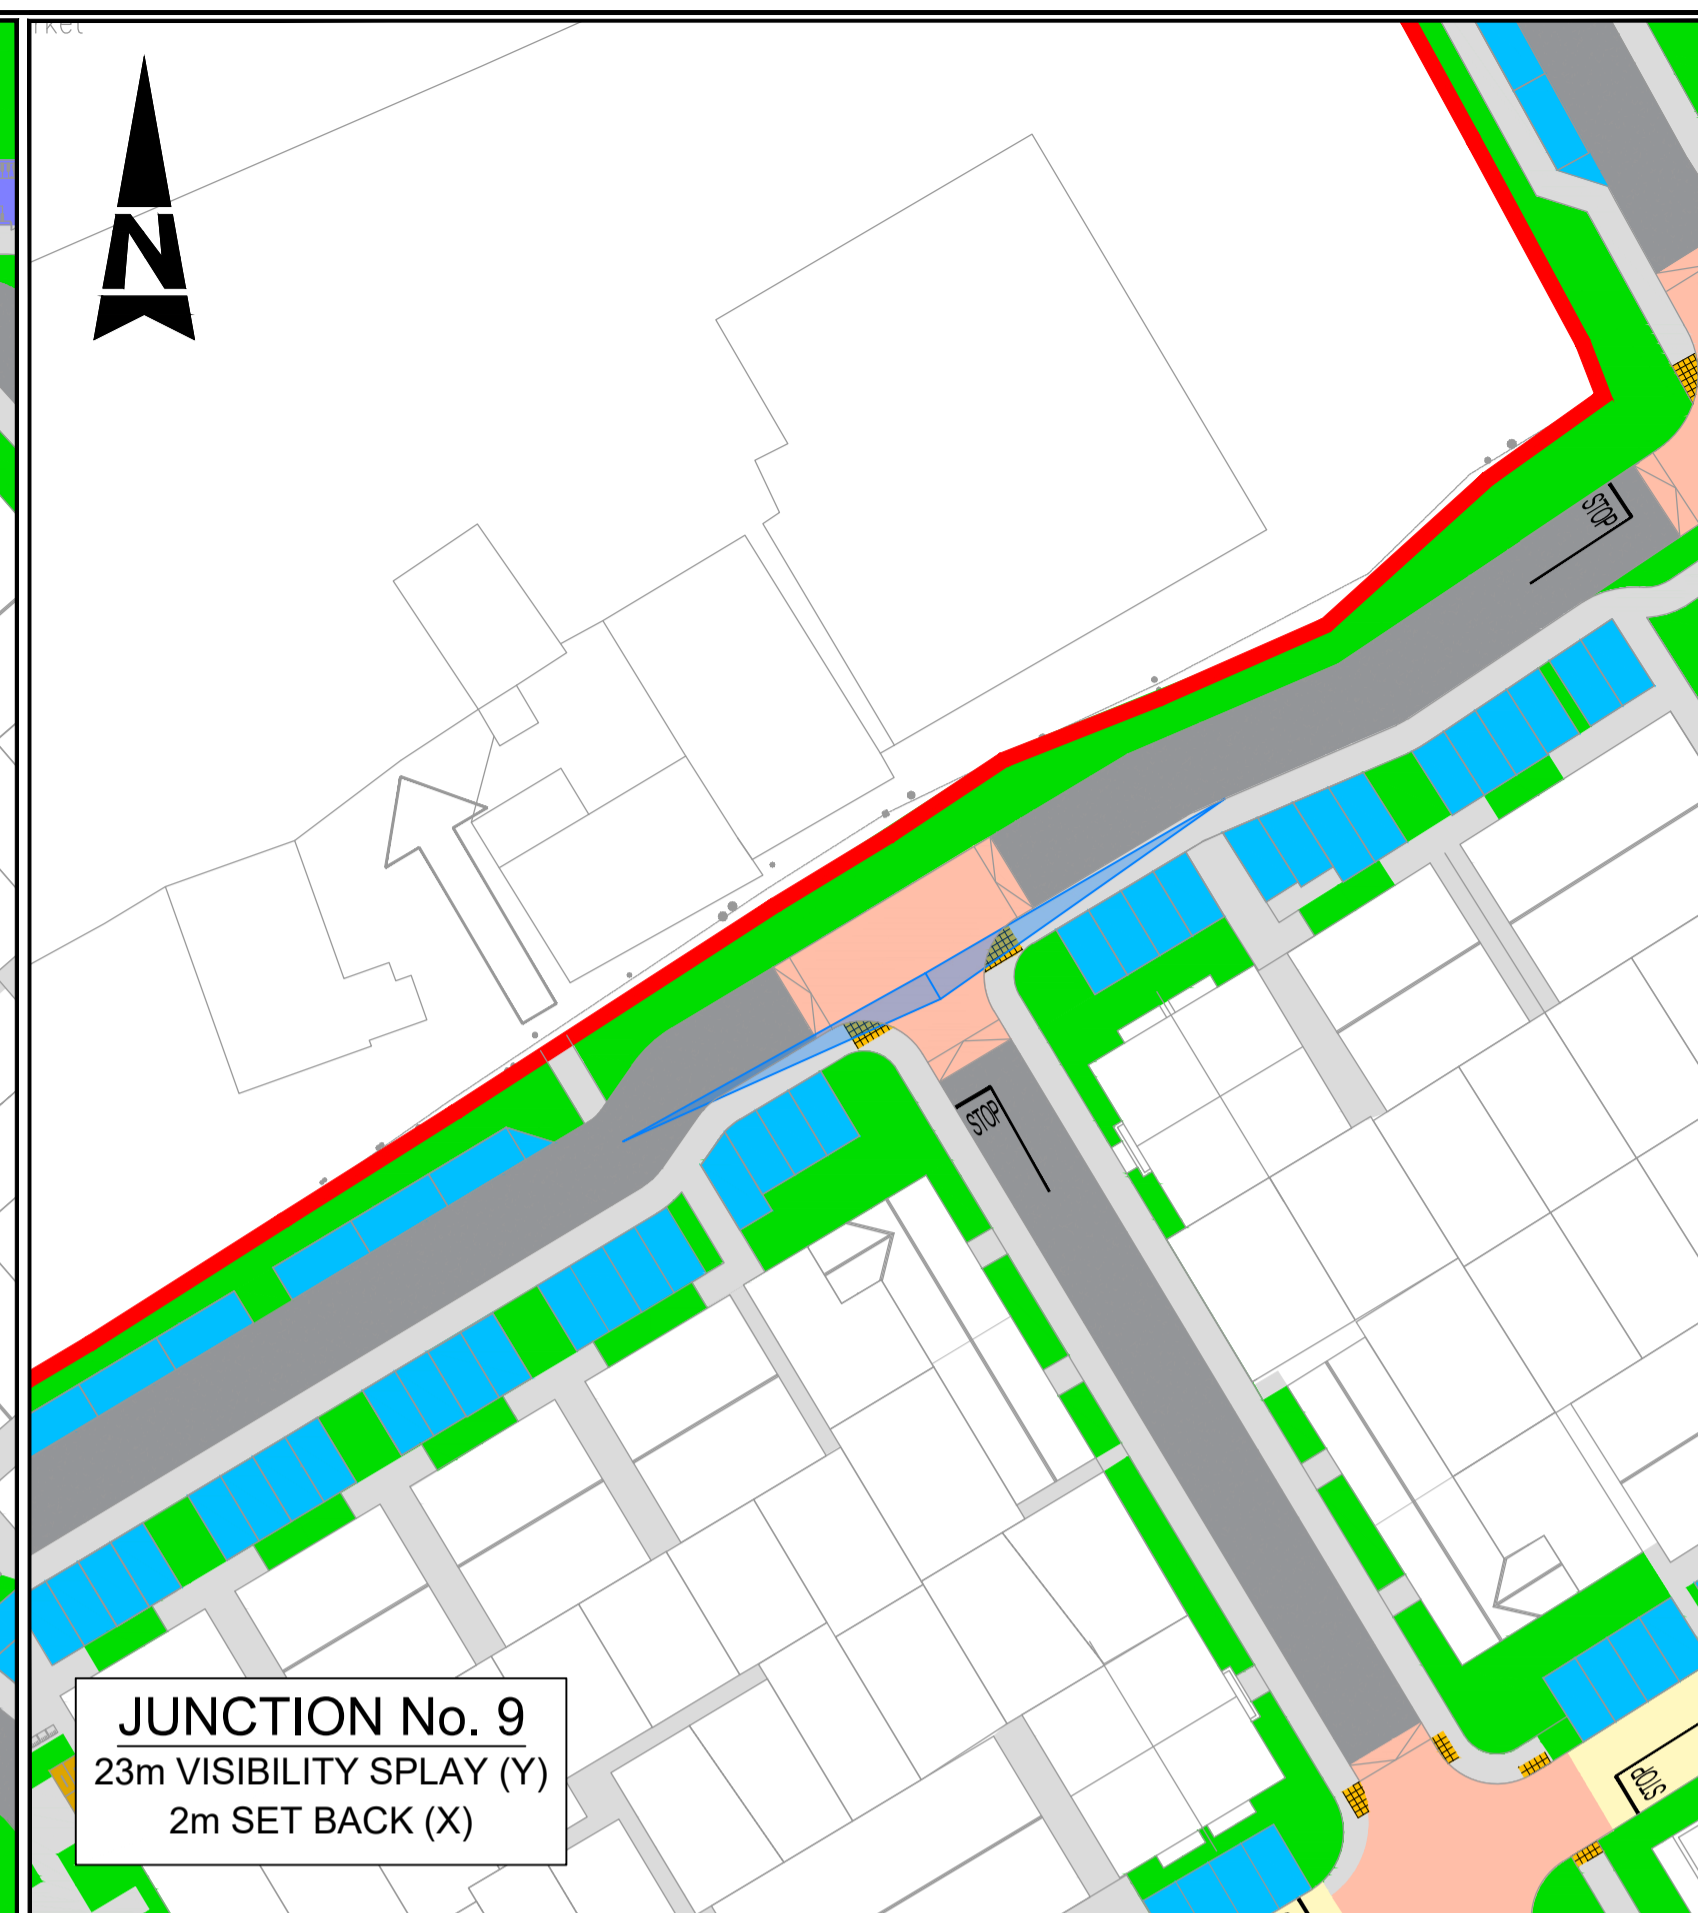 N
STOP
STOP
STOP
JUNCTION No. 9
23m VISIBILITY SPLAY (Y)
2m SET BACK (X)